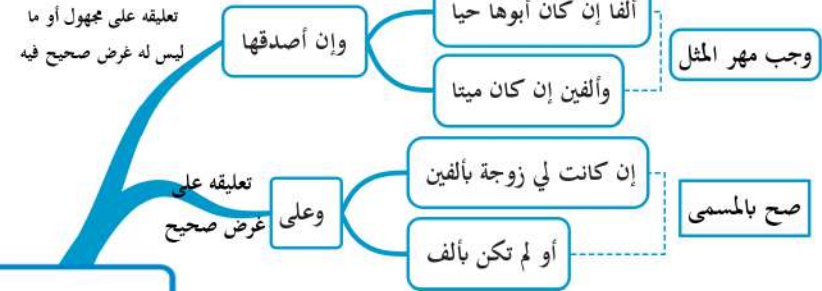 تعليقه على مجهول أو ما
ليس له غرض صحيح فيه
وإن أصدقها
ألفا إن كان أبوها حيا
وألفين إن كان ميتا
وجب مهر المثل
تعليقه على
غرض صحيح
وعلى
إن كانت لي زوجة بألفين
أو لم تكن بألف
صح بالمسمى